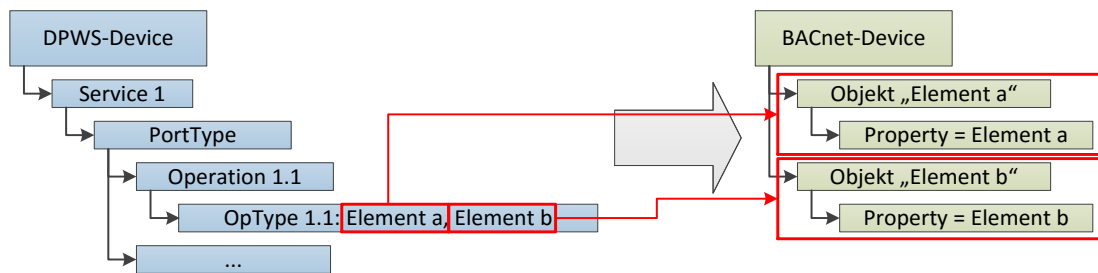 DPWS-Device
Service 1
PortType
Operation 1.1
OpType 1.1: Element a, Element b
...
BACnet-Device
Objekt „Element a“
Property = Element a
Objekt „Element b“
Property = Element b